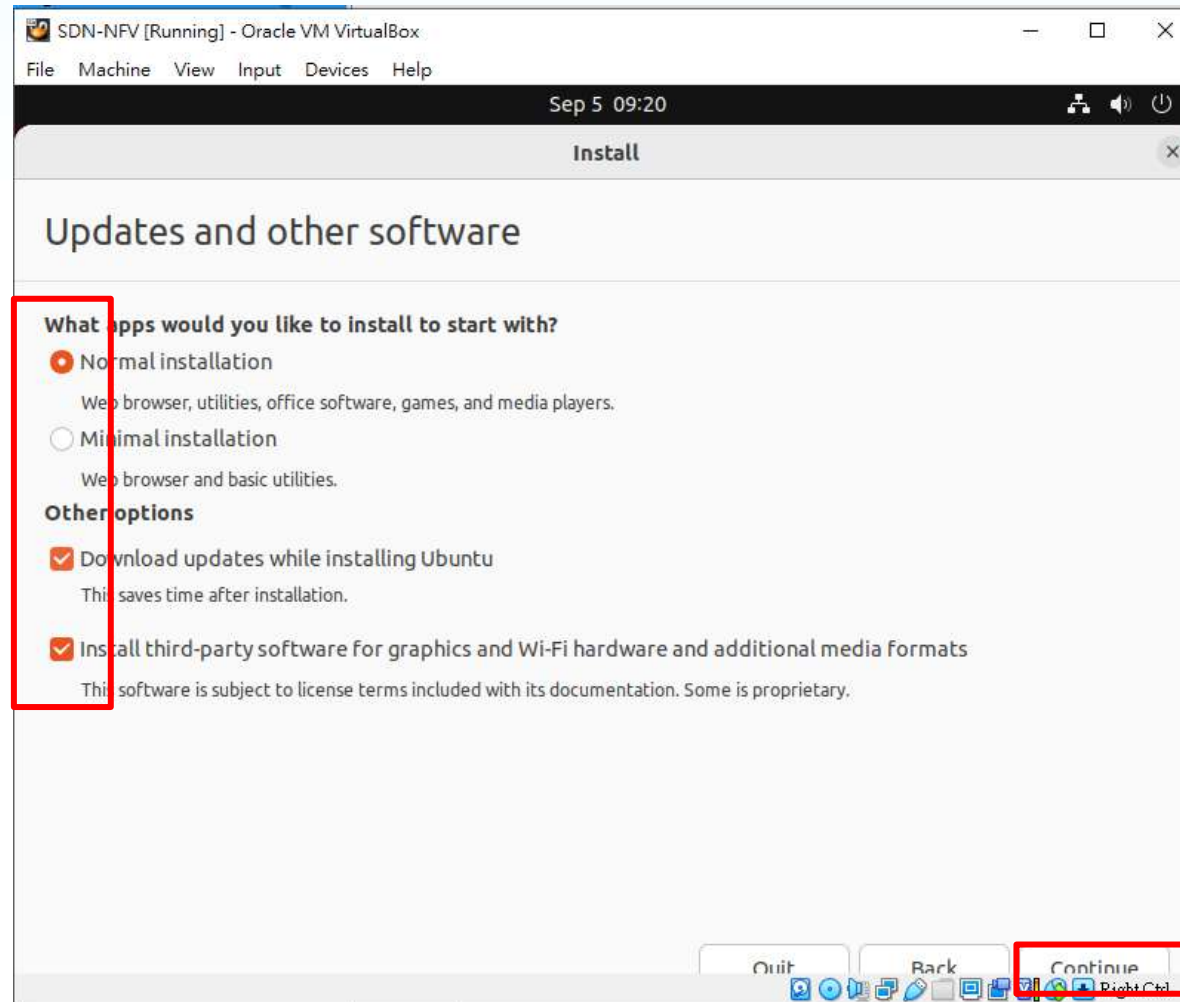 SDN-NFV [Running] - Oracle VM VirtualBox
File Machine View Input Devices Help
Sep 5 09:20
Install
Updates and other software
What apps would you like to install to start with?
Normal installation
Web browser, utilities, office software, games, and media players.
Minimal installation
Web browser and basic utilities.
Other options
Download updates while installing Ubuntu
This saves time after installation.
Install third-party software for graphics and Wi-Fi hardware and additional media formats
This software is subject to license terms included with its documentation. Some is proprietary.
Quit Back Continue
Right Ctrl